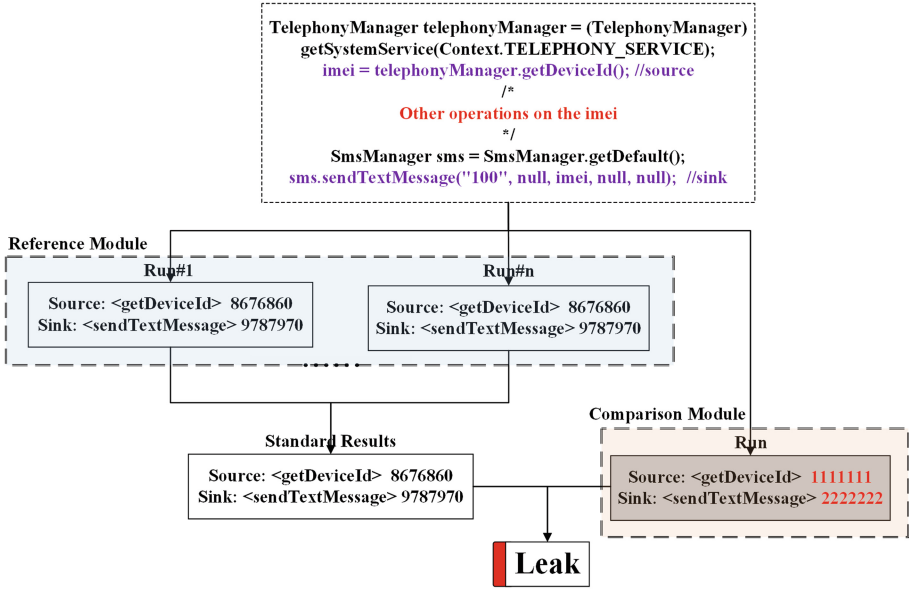 TelephonyManager telephonyManager = (TelephonyManager)
getSystemService(Context.TELEPHONY_SERVICE);
imei = telephonyManager.getDeviceId(); //source
/*
Other operations on the imei
*/
SmsManager sms = SmsManager.getDefault();
sms.sendTextMessage("100", null, imei, null, null);  //sink
Reference Module
Run#1
Source: <getDeviceId>  8676860
Sink: <sendTextMessage> 9787970
Run#n
Source: <getDeviceId>  8676860
Sink: <sendTextMessage> 9787970
......
Standard Results
Source: <getDeviceId>  8676860
Sink: <sendTextMessage> 9787970
Comparison Module
Run
Source: <getDeviceId>  1111111
Sink: <sendTextMessage> 2222222
Leak